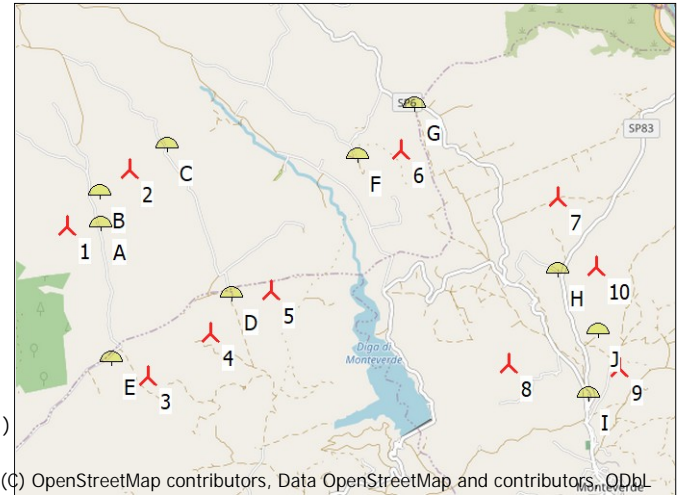 SP6
G
SP83
C
F
6
2
B
7
1
A
H
10
D
5
Diga di
Monteverde
4
J
E
3
8
9
I
)
(C) OpenStreetMap contributors, Data OpenStreetMap and contributors, ODbL
Monteverde